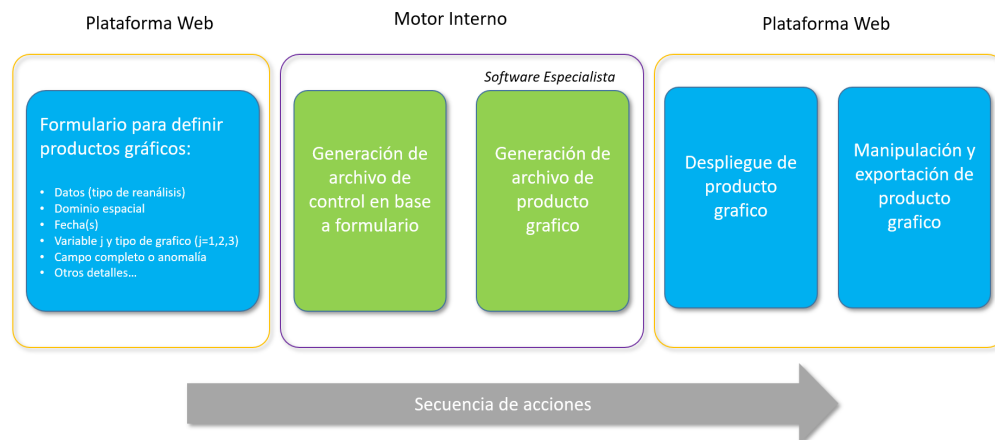 Plataforma Web
Motor Interno
Plataforma Web
Formulario para definir
productos gráficos:
• Datos (tipo de reanálisis)
• Dominio espacial
• Fecha(s)
• Variable j y tipo de grafico (j=1,2,3)
• Campo completo o anomalía
• Otros detalles…
Software Especialista
Generación de
archivo de
control en base
a formulario
Generación de
archivo de
producto
grafico
Despliegue de
producto
grafico
Manipulación y
exportación de
producto
grafico
Secuencia de acciones